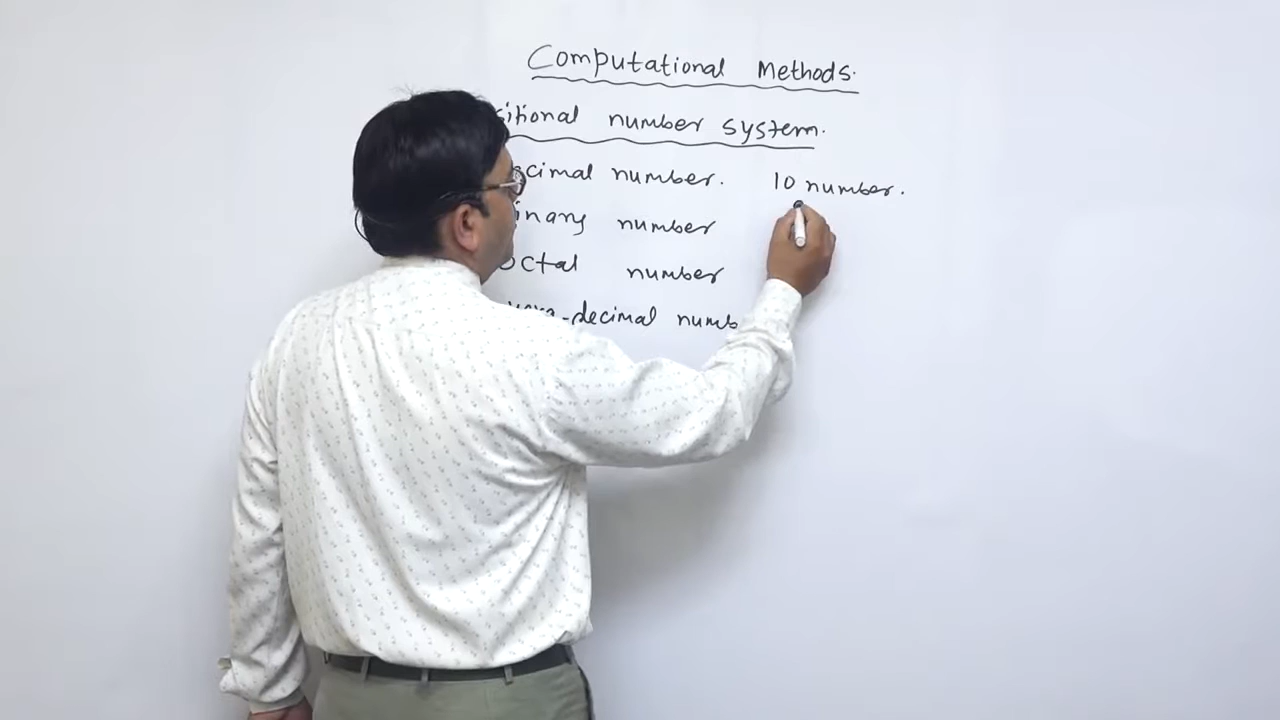 Computational Methods.
sitional number system.
cimal number. 10 number.
inary number
octal number
-decimal numb